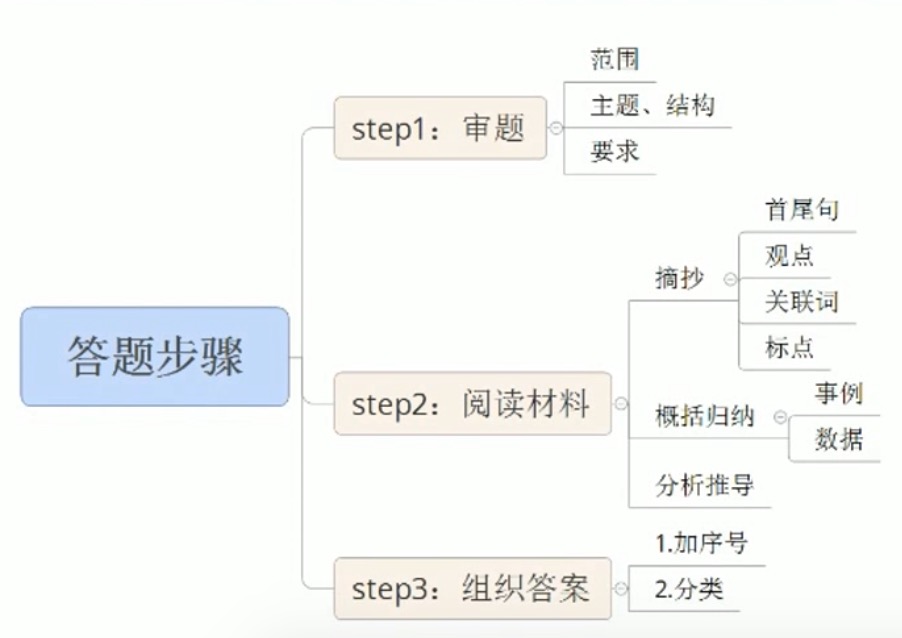 答题步骤
step1：审题
范围
主题、结构
要求
step2：阅读材料
摘抄
首尾句
观点
关联词
标点
概括归纳
事例
数据
分析推导
step3：组织答案
1.加序号
2.分类